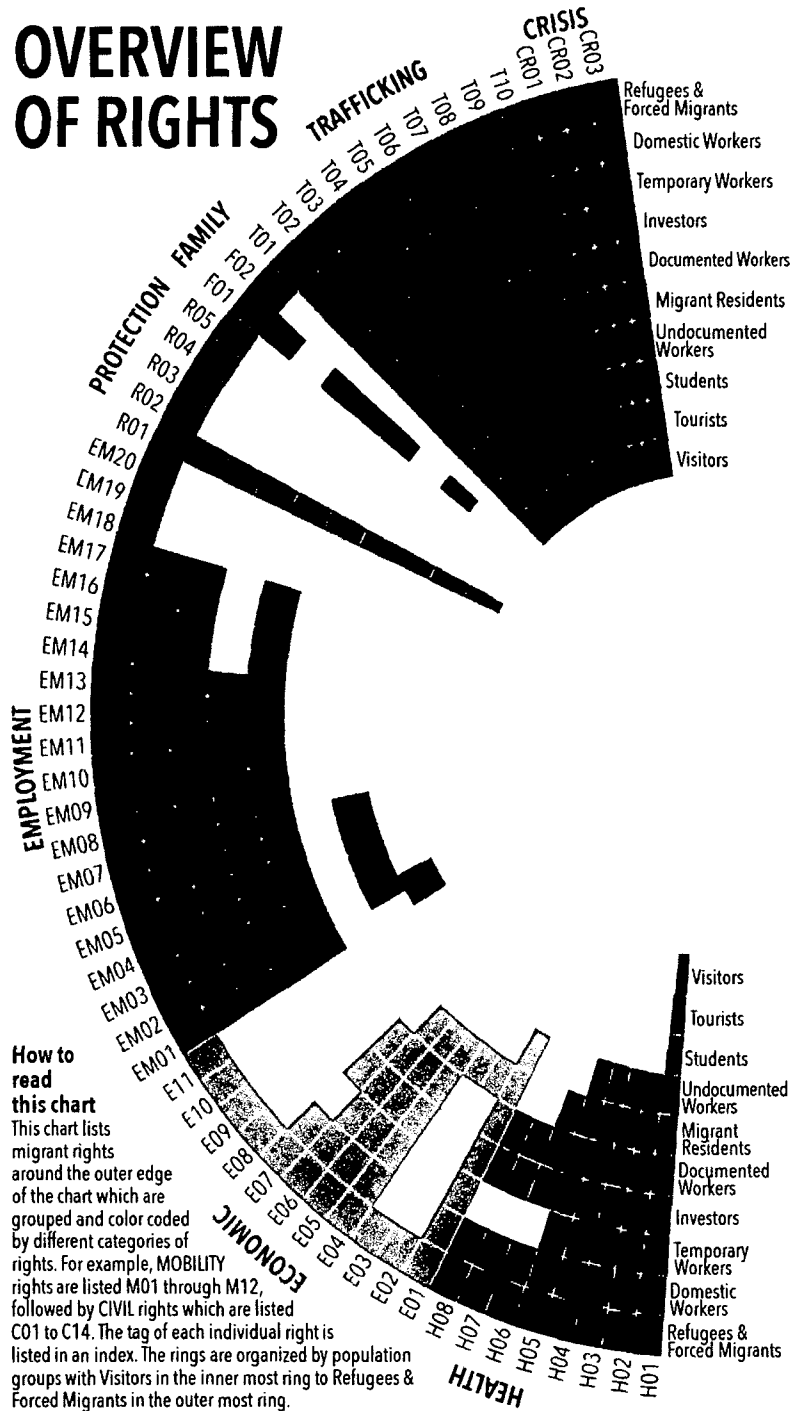 OVERVIEW
OF RIGHTS
CRISIS
CR03
CR02
CR01
TRAFFICKING
T10
T09
T08
T07
T06
T05
T04
T03
T02
T01
FAMILY
F02
F01
PROTECTION
R05
R04
R03
R02
R01
EMPLOYMENT
EM20
EM19
EM18
EM17
EM16
EM15
EM14
EM13
EM12
EM11
EM10
EM09
EM08
EM07
EM06
EM05
EM04
EM03
EM02
EM01
ECONOMIC
E11
E10
E09
E08
E07
E06
E05
E04
E03
E02
E01
HEALTH
H08
H07
H06
H05
H04
H03
H02
H01
Refugees &
Forced Migrants
Domestic Workers
Temporary Workers
Investors
Documented Workers
Migrant Residents
Undocumented
Workers
Students
Tourists
Visitors
Visitors
Tourists
Students
Undocumented
Workers
Migrant
Residents
Documented
Workers
Investors
Temporary
Workers
Domestic
Workers
Refugees &
Forced Migrants
How to
read
this chart
This chart lists
migrant rights
around the outer edge
of the chart which are
grouped and color coded
by different categories of
rights. For example, MOBILITY
rights are listed M01 through M12,
followed by CIVIL rights which are listed
C01 to C14. The tag of each individual right is
listed in an index. The rings are organized by population
groups with Visitors in the inner most ring to Refugees &
Forced Migrants in the outer most ring.